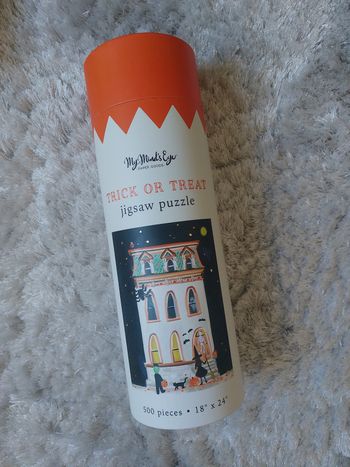 My Mind's Eye
PAPER GOODS
TRICK OR TREAT
jigsaw puzzle
500 pieces • 18" x 24"